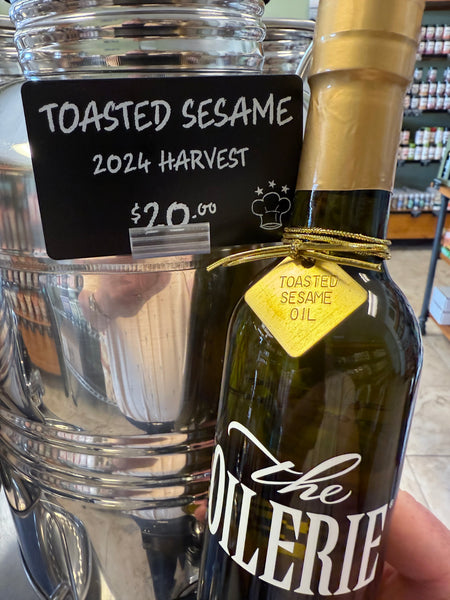 TOASTED SESAME
2024 HARVEST
$20.00
TOASTED
SESAME
OIL
the
OILERIE